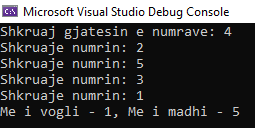 Microsoft Visual Studio Debug Console
Shkruaj gjatesin e numrave: 4
Shkruaje numrin: 2
Shkruaje numrin: 5
Shkruaje numrin: 3
Shkruaje numrin: 1
Me i vogli - 1, Me i madhi - 5